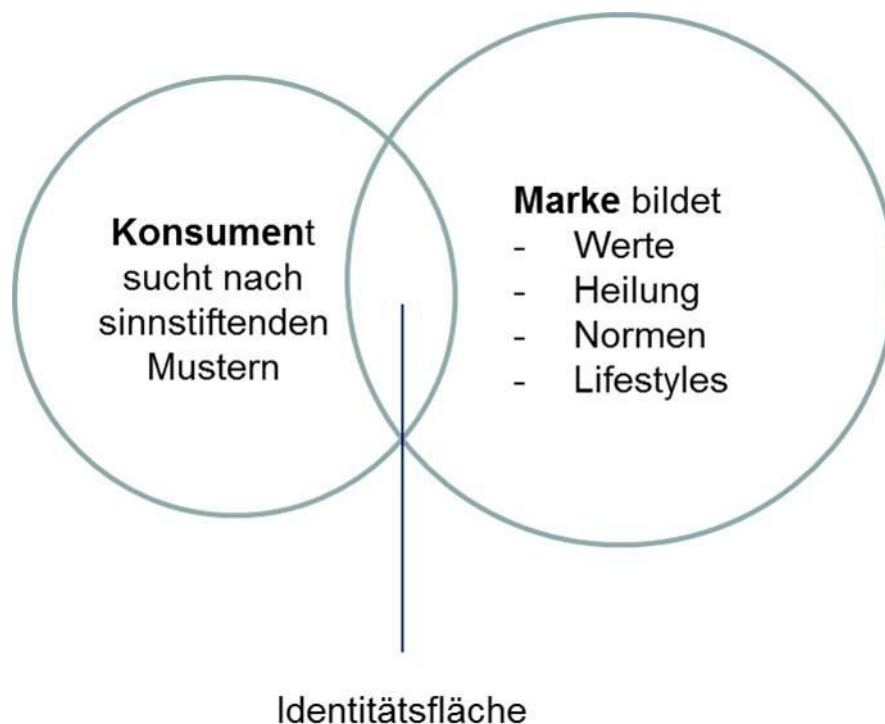 Konsument
sucht nach
sinnstiftenden
Mustern
Marke bildet
- Werte
- Heilung
- Normen
- Lifestyles
Identitätsfläche